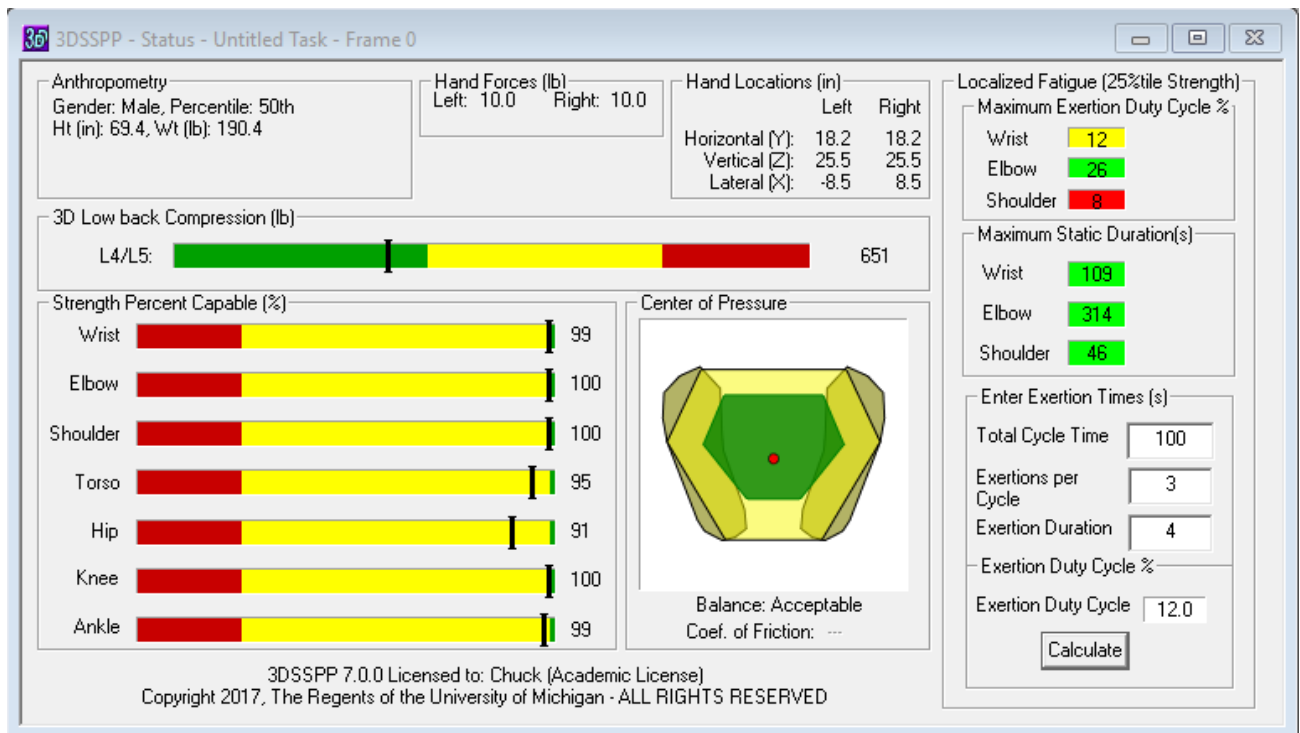 3D 3DSSPP - Status - Untitled Task - Frame 0
Anthropometry
Gender: Male, Percentile: 50th
Ht (in): 69.4, Wt (lb): 190.4
Hand Forces (lb)
Left: 10.0 Right: 10.0
Hand Locations (in)
Left Right
Horizontal (Y): 18.2 18.2
Vertical (Z): 25.5 25.5
Lateral (X): -8.5 8.5
3D Low back Compression (lb)
L4/L5: 651
Strength Percent Capable (%)
Wrist 99
Elbow 100
Shoulder 100
Torso 95
Hip 91
Knee 100
Ankle 99
Center of Pressure
Balance: Acceptable
Coef. of Friction: ---
Localized Fatigue (25%tile Strength)
Maximum Exertion Duty Cycle %
Wrist 12
Elbow 26
Shoulder 8
Maximum Static Duration(s)
Wrist 109
Elbow 314
Shoulder 46
Enter Exertion Times (s)
Total Cycle Time 100
Exertions per
Cycle 3
Exertion Duration 4
Exertion Duty Cycle %
Exertion Duty Cycle 12.0
Calculate
3DSSPP 7.0.0 Licensed to: Chuck (Academic License)
Copyright 2017, The Regents of the University of Michigan - ALL RIGHTS RESERVED